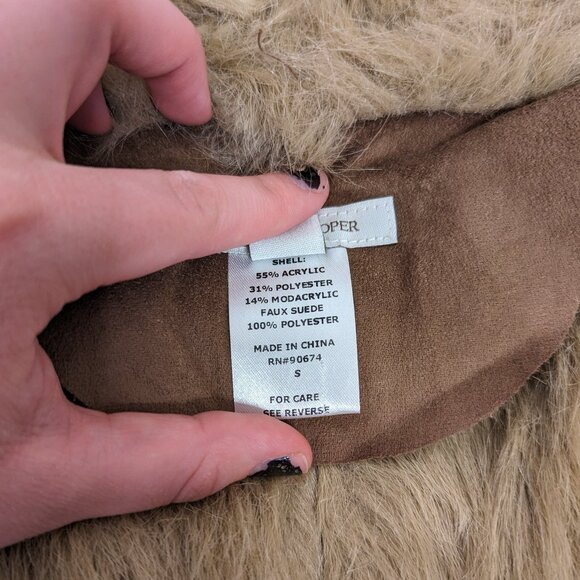 OPER
SHELL:
55% ACRYLIC
31% POLYESTER
14% MODACRYLIC
FAUX SUEDE
100% POLYESTER
MADE IN CHINA
RN#90674
S
FOR CARE
SEE REVERSE